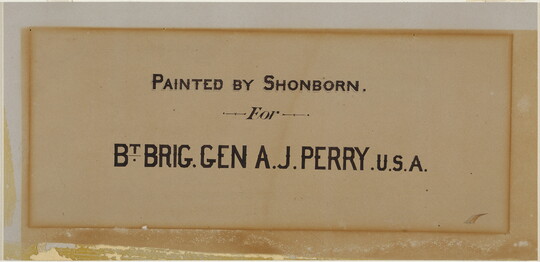 PAINTED BY SHONBORN.
For
BT. BRIG. GEN A. J. PERRY. U.S.A.